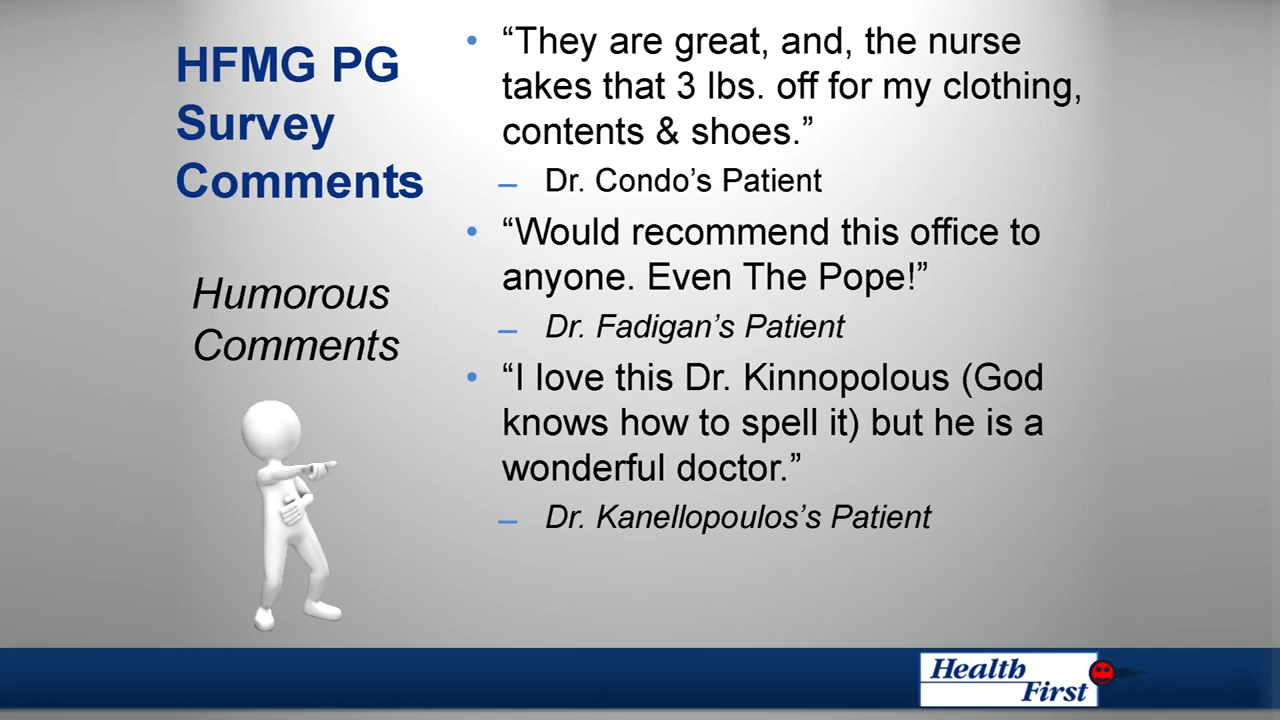 HFMG PG
Survey
Comments
Humorous
Comments
• “They are great, and, the nurse
takes that 3 lbs. off for my clothing,
contents & shoes.”
– Dr. Condo’s Patient
• “Would recommend this office to
anyone. Even The Pope!”
– Dr. Fadigan’s Patient
• “I love this Dr. Kinnopolous (God
knows how to spell it) but he is a
wonderful doctor.”
– Dr. Kanellopoulos’s Patient
Health
First